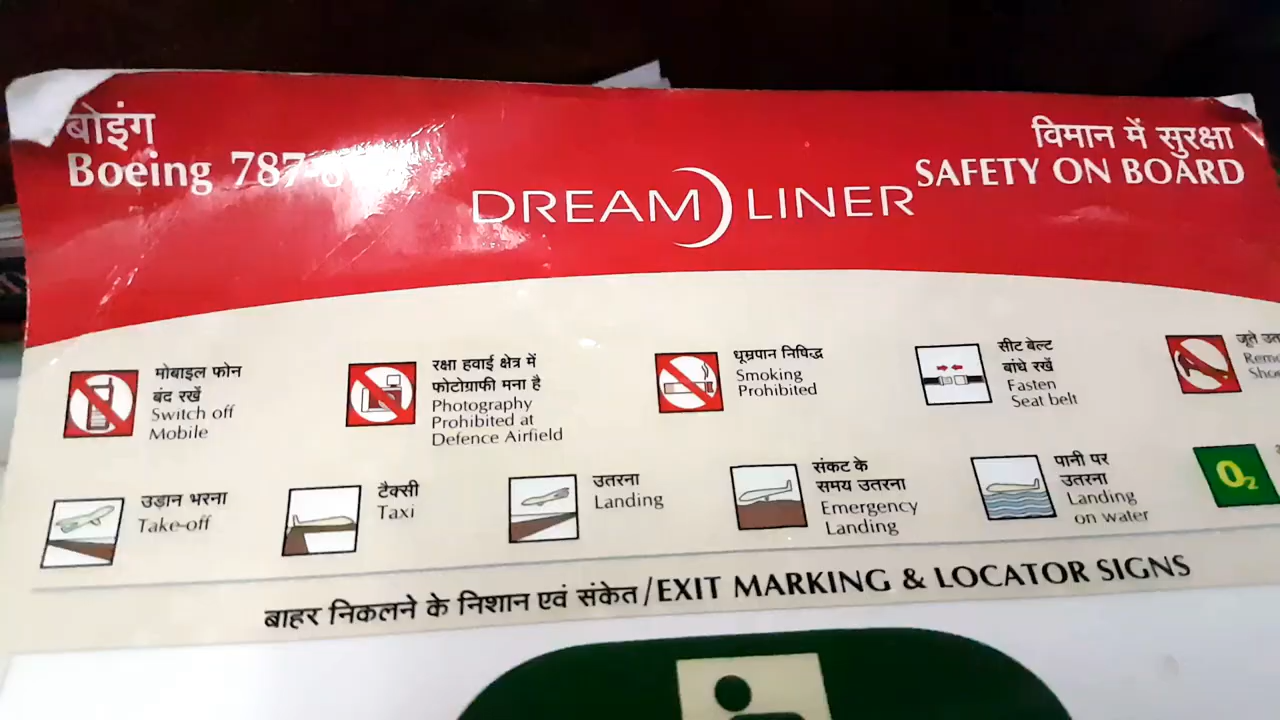 बोइंग
Boeing 787-8
विमान में सुरक्षा
SAFETY ON BOARD
DREAMLINER
मोबाइल फोन
बंद रखें
Switch off
Mobile
रक्षा हवाई क्षेत्र में
फोटोग्राफी मना है
Photography
Prohibited at
Defence Airfield
धूम्रपान निषिद्ध
Smoking
Prohibited
सीट बेल्ट
बांधे रखें
Fasten
Seat belt
जूते
उड़ान भरना
Take-off
टैक्सी
Taxi
उतरना
Landing
संकट के
समय उतरना
Emergency
Landing
पानी पर
उतरना
Landing
on water
O₂
बाहर निकलने के निशान एवं संकेत/EXIT MARKING & LOCATOR SIGNS